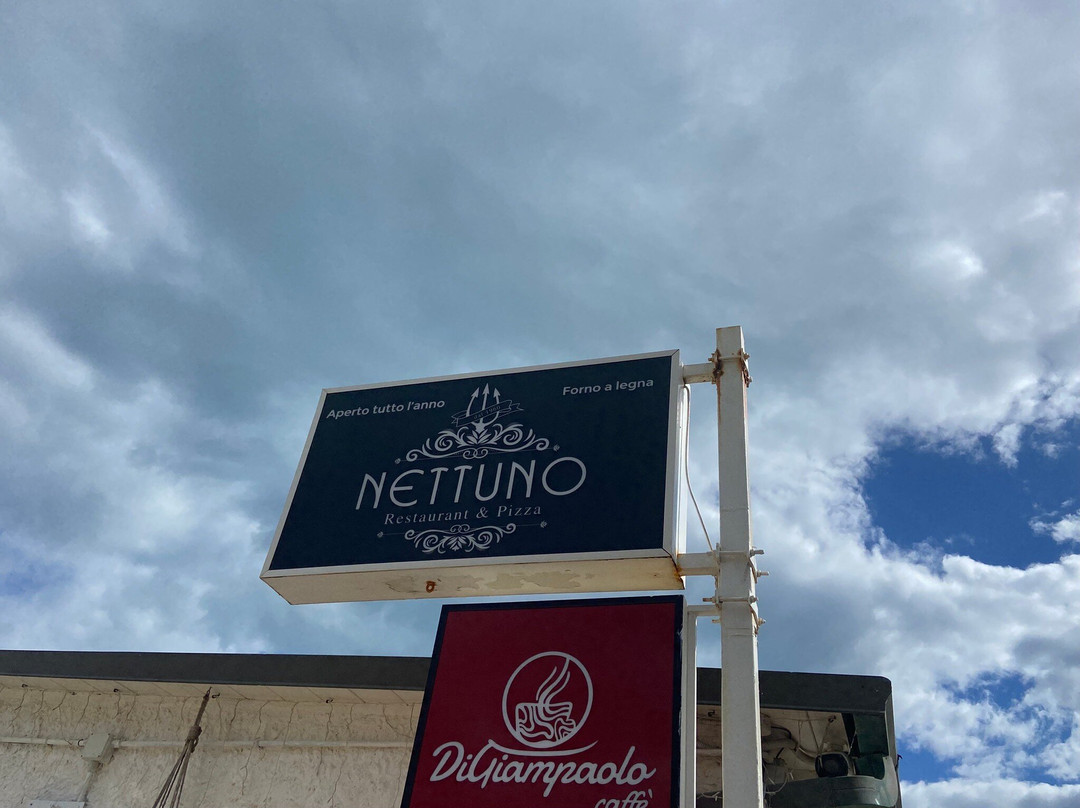 Aperto tutto l'anno
Forno a legna
NETTUNO
Restaurant & Pizza
DiGiampaolo
caffè